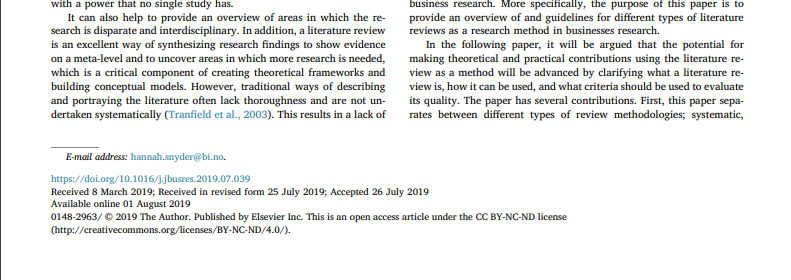 with a power that no single study has.
It can also help to provide an overview of areas in which the re-
search is disparate and interdisciplinary. In addition, a literature review
is an excellent way of synthesizing research findings to show evidence
on a meta-level and to uncover areas in which more research is needed,
which is a critical component of creating theoretical frameworks and
building conceptual models. However, traditional ways of describing
and portraying the literature often lack thoroughness and are not un-
dertaken systematically (Tranfield et al., 2003). This results in a lack of
business research. More specifically, the purpose of this paper is to
provide an overview of and guidelines for different types of literature
reviews as a research method in businesses research.
In the following paper, it will be argued that the potential for
making theoretical and practical contributions using the literature re-
view as a method will be advanced by clarifying what a literature re-
view is, how it can be used, and what criteria should be used to evaluate
its quality. The paper has several contributions. First, this paper sepa-
rates between different types of review methodologies; systematic,
E-mail address: hannah.snyder@bi.no.
https://doi.org/10.1016/j.jbusres.2019.07.039
Received 8 March 2019; Received in revised form 25 July 2019; Accepted 26 July 2019
Available online 01 August 2019
0148-2963/ © 2019 The Author. Published by Elsevier Inc. This is an open access article under the CC BY-NC-ND license
(http://creativecommons.org/licenses/BY-NC-ND/4.0/).